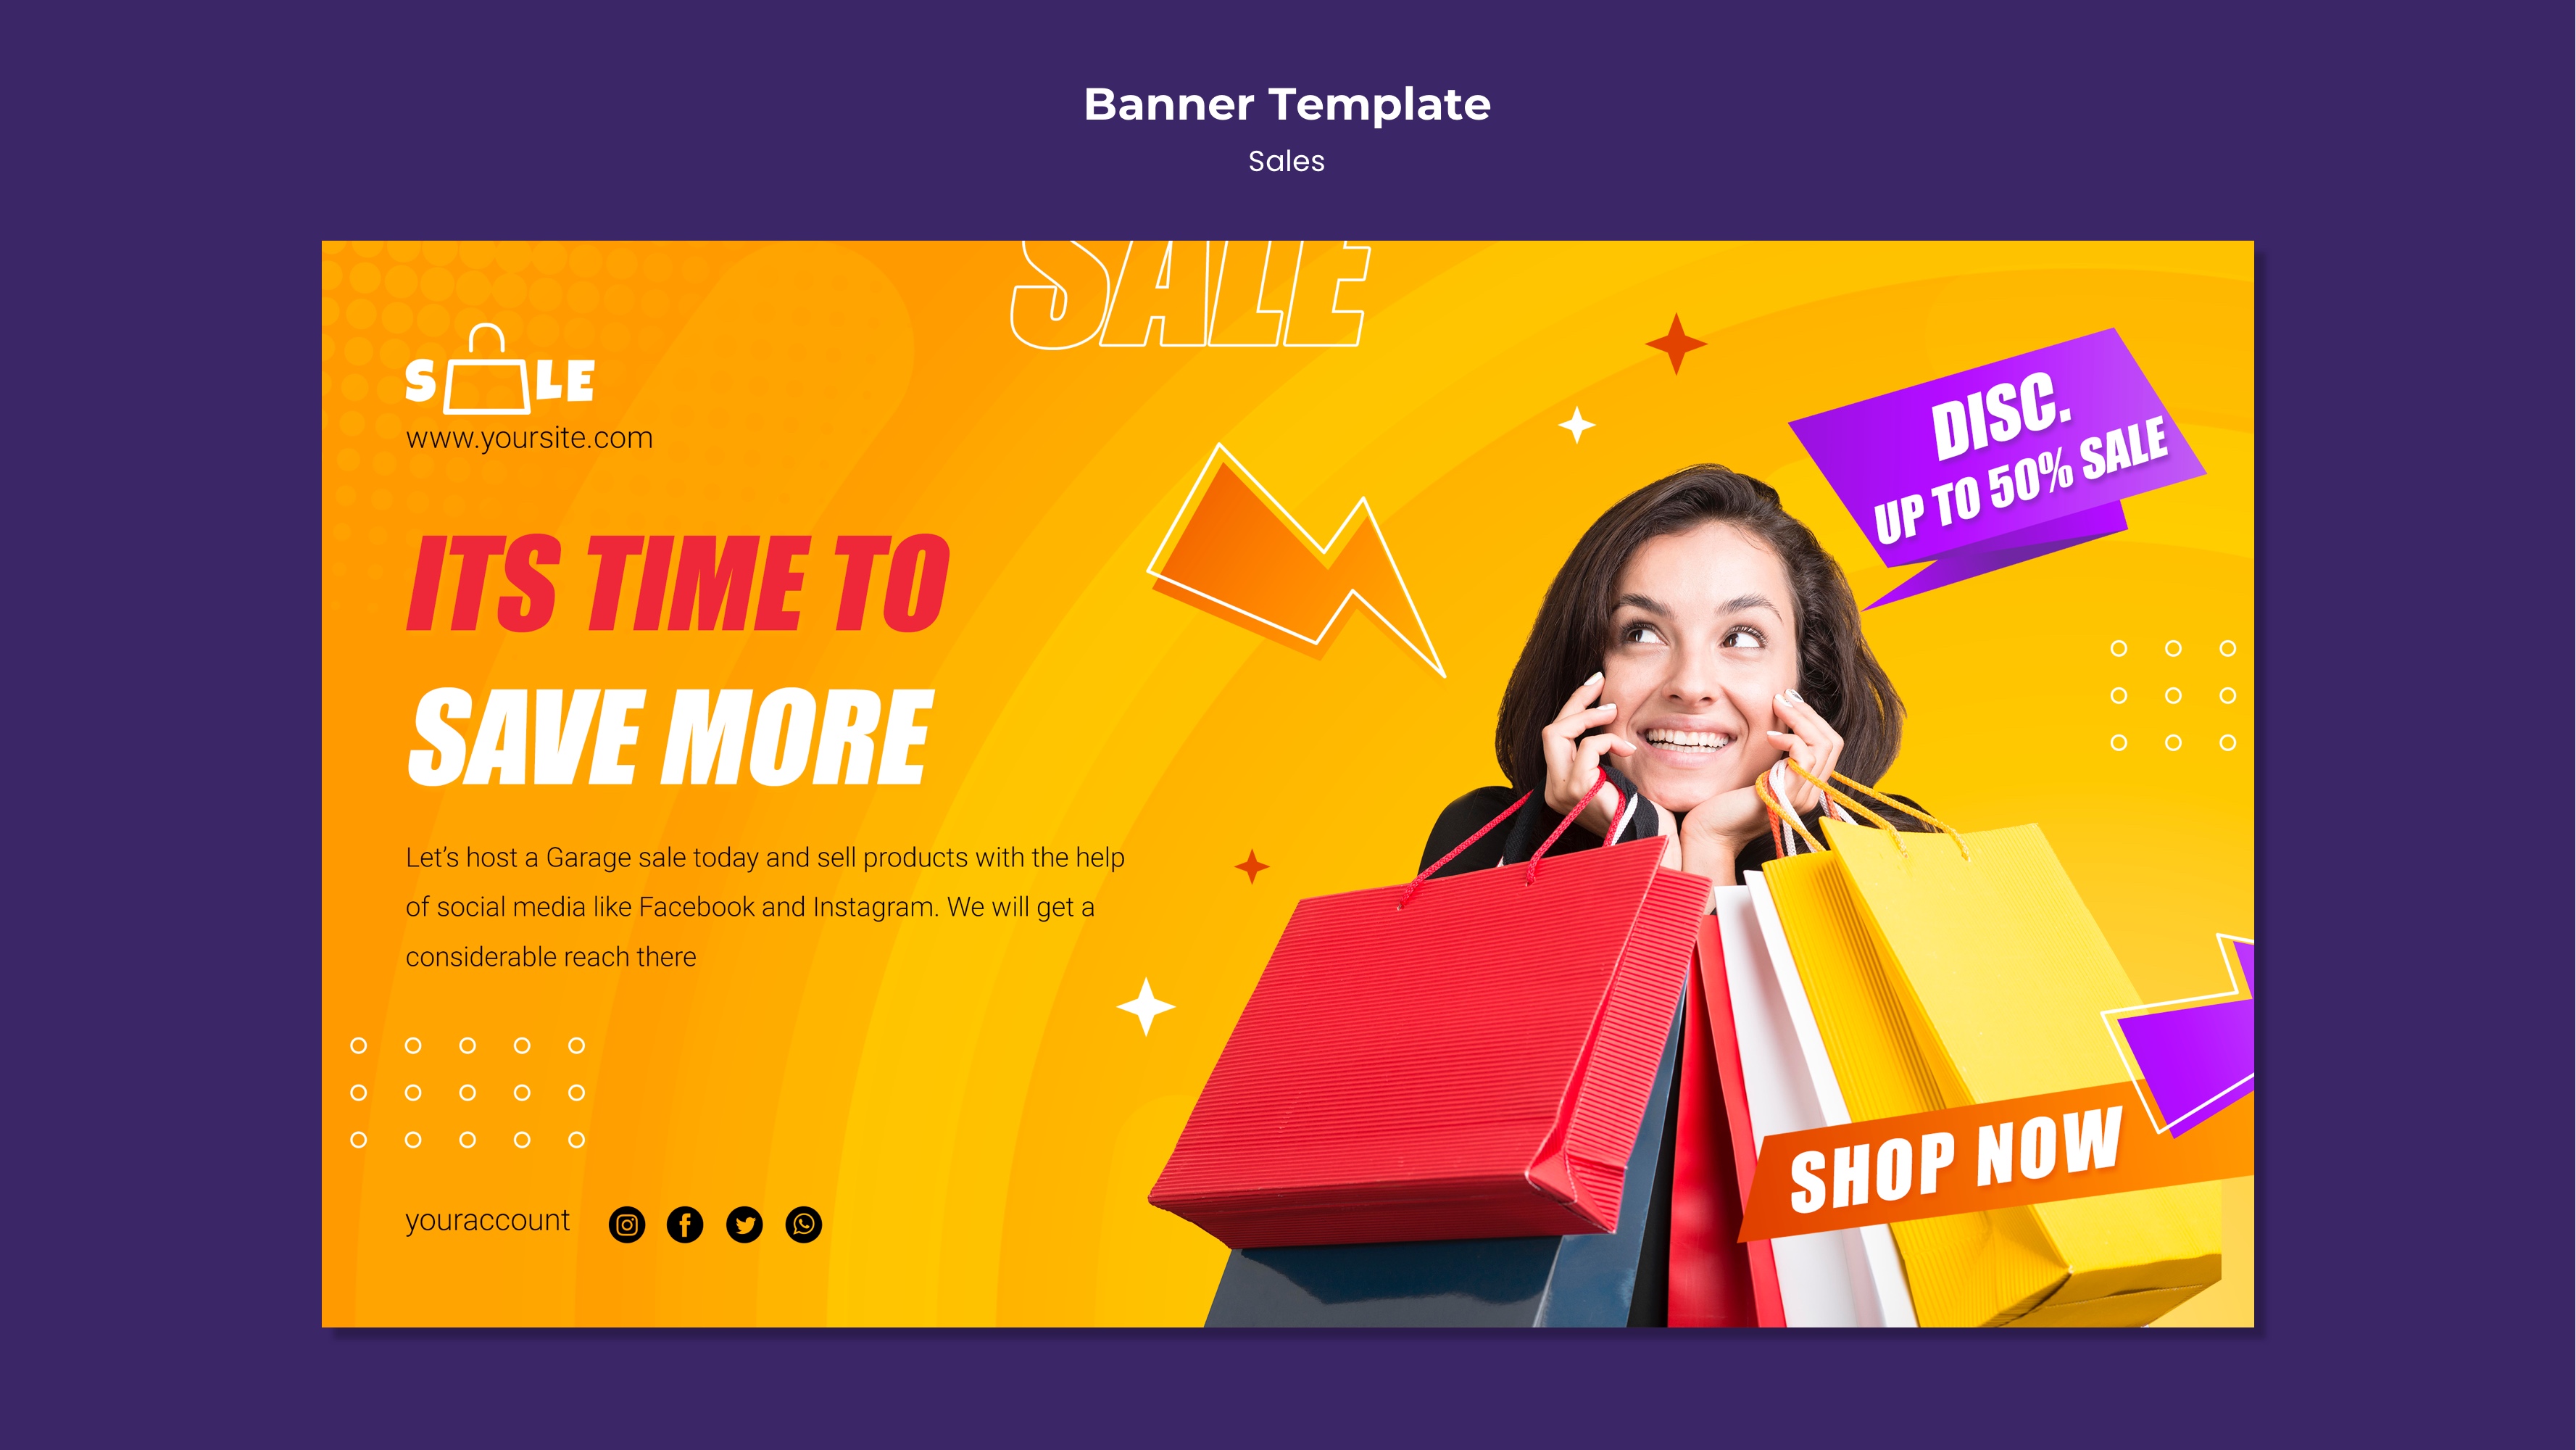 Banner Template
Sales
SALE
S LE
www.yoursite.com
DISC.
UP TO 50% SALE
ITS TIME TO
SAVE MORE
Let’s host a Garage sale today and sell products with the help
of social media like Facebook and Instagram. We will get a
considerable reach there
SHOP NOW
youraccount